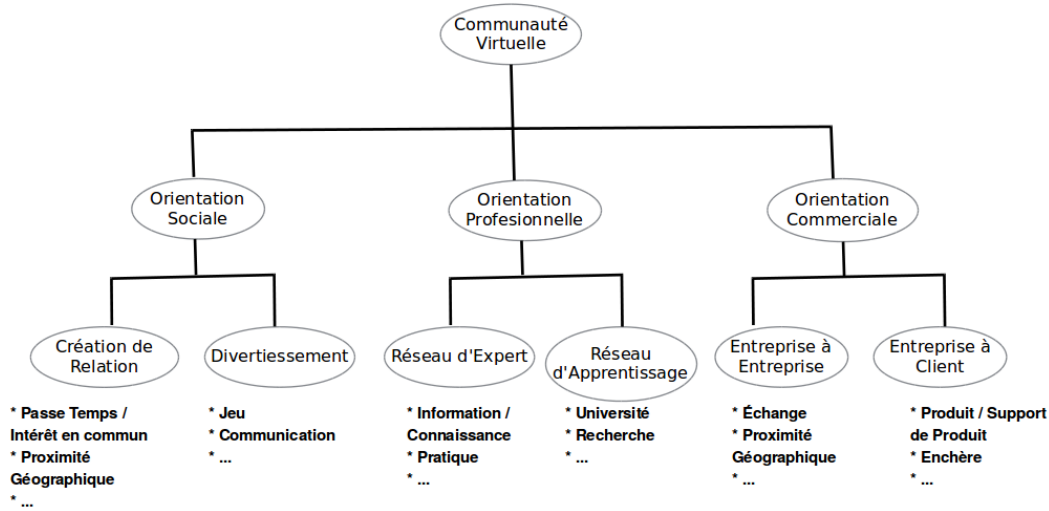 Communauté
Virtuelle
Orientation
Sociale
Orientation
Profesionnelle
Orientation
Commerciale
Création de
Relation
Divertiessement
Réseau d'Expert
Réseau
d'Apprentissage
Entreprise à
Entreprise
Entreprise à
Client
* Passe Temps /
Intérêt en commun
* Proximité
Géographique
* ...
* Jeu
* Communication
* ...
* Information /
Connaissance
* Pratique
* ...
* Université
* Recherche
* ...
* Échange
* Proximité
Géographique
* ...
* Produit / Support
de Produit
* Enchère
* ...